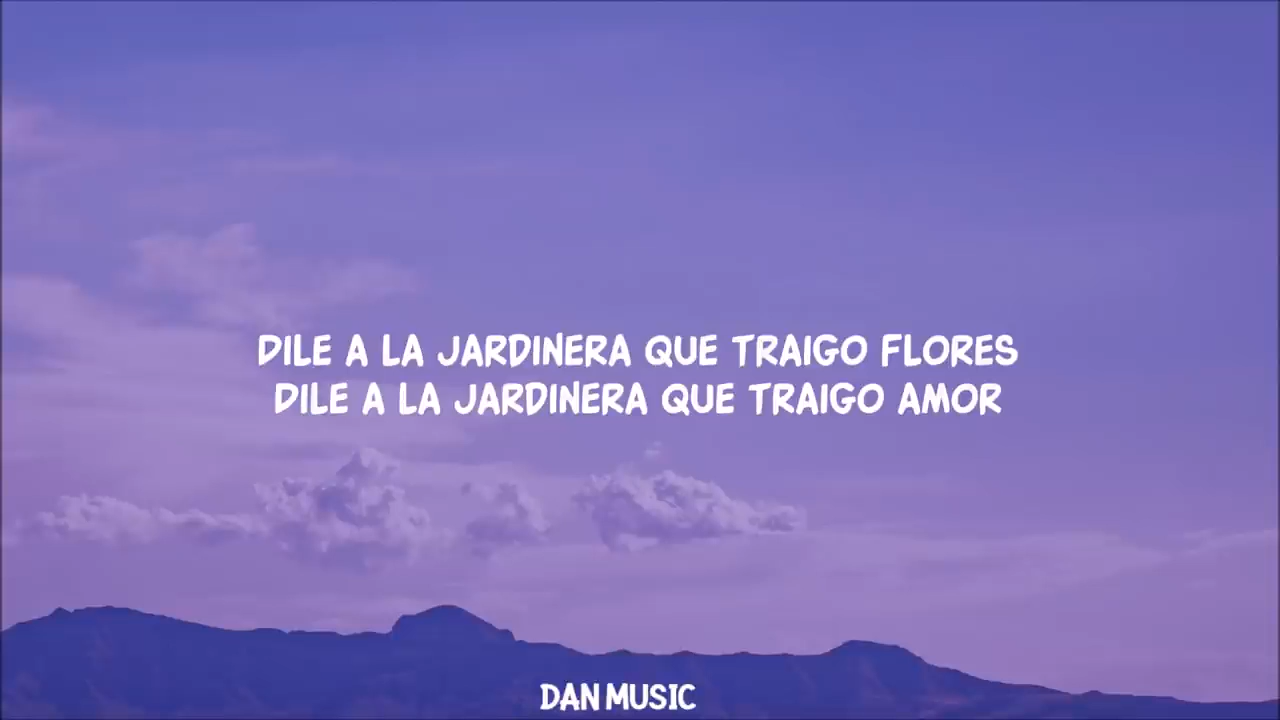 DILE A LA JARDINERA QUE TRAIGO FLORES
DILE A LA JARDINERA QUE TRAIGO AMOR
DAN MUSIC